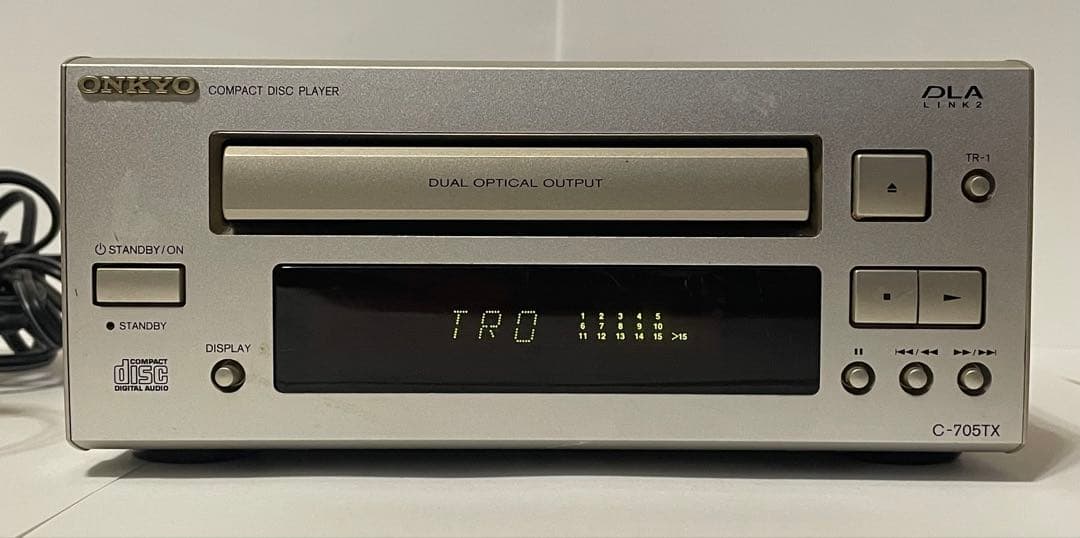 ONKYO COMPACT DISC PLAYER
DLA
LINK2
DUAL OPTICAL OUTPUT
TR-1
STANDBY/ON
STANDBY
TRO
1 2 3 4 5
6 7 8 9 10
11 12 13 14 15 >15
DISPLAY
COMPACT
disc
DIGITAL AUDIO
C-705TX